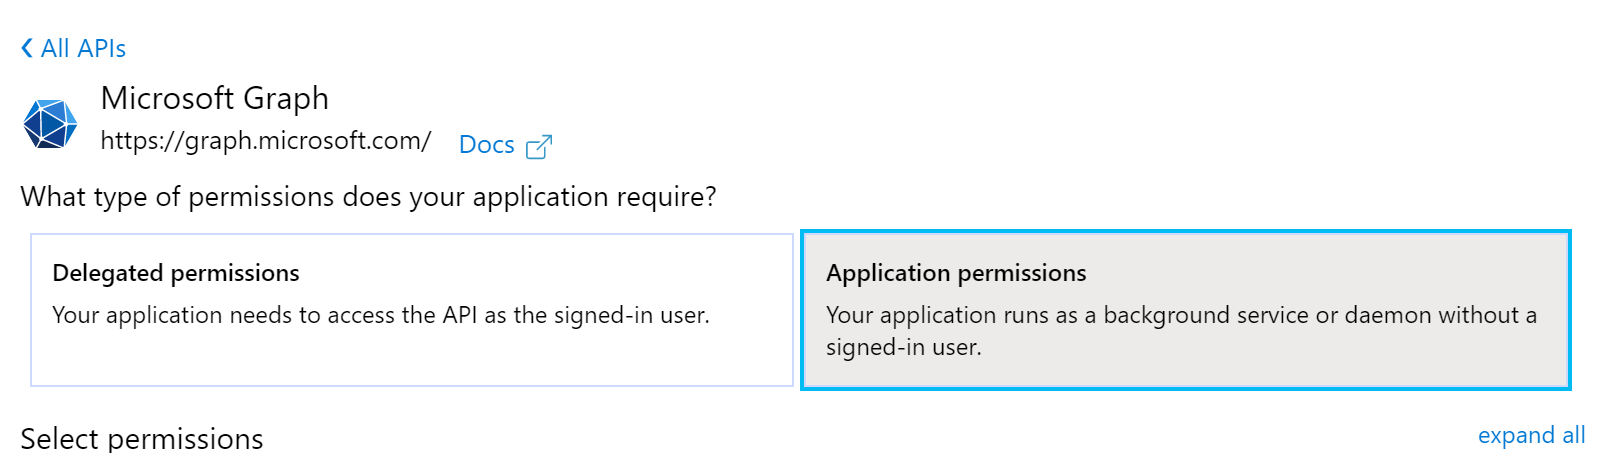 All APIs
Microsoft Graph
https://graph.microsoft.com/ Docs
What type of permissions does your application require?
Delegated permissions
Your application needs to access the API as the signed-in user.
Application permissions
Your application runs as a background service or daemon without a
signed-in user.
Select permissions
expand all